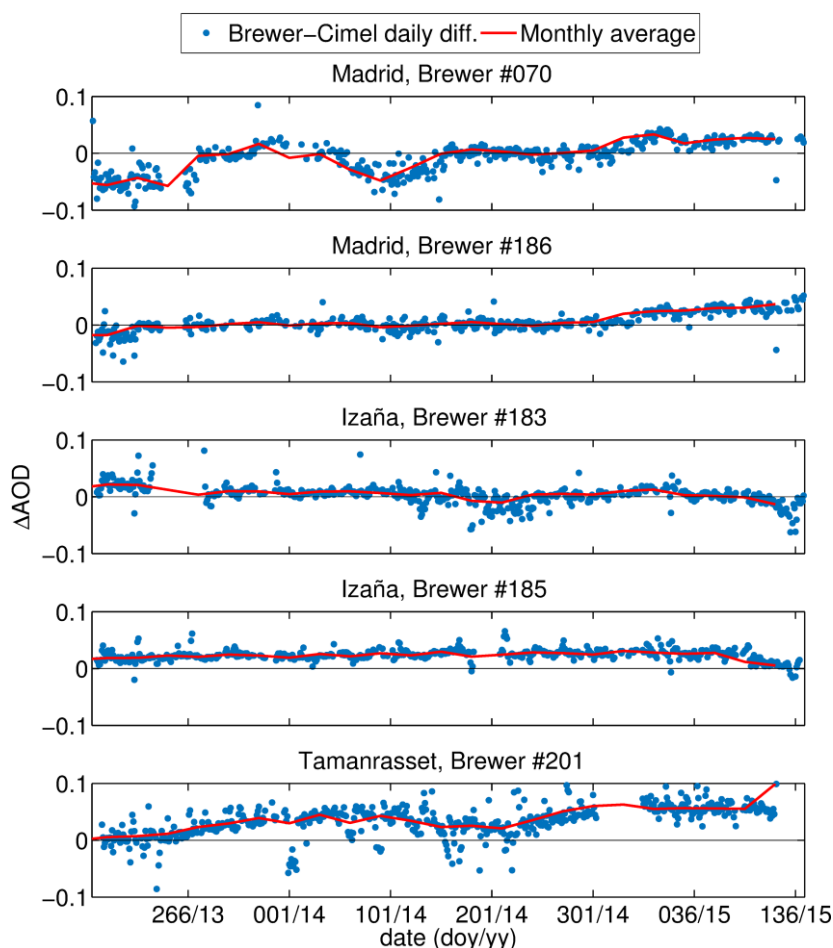 Brewer−Cimel daily diff. Monthly average
Madrid, Brewer #070
0.1
0
−0.1
Madrid, Brewer #186
0.1
0
−0.1
Izaña, Brewer #183
0.1
0
−0.1
ΔAOD
Izaña, Brewer #185
0.1
0
−0.1
Tamanrasset, Brewer #201
0.1
0
−0.1
266/13 001/14 101/14 201/14 301/14 036/15 136/15
date (doy/yy)